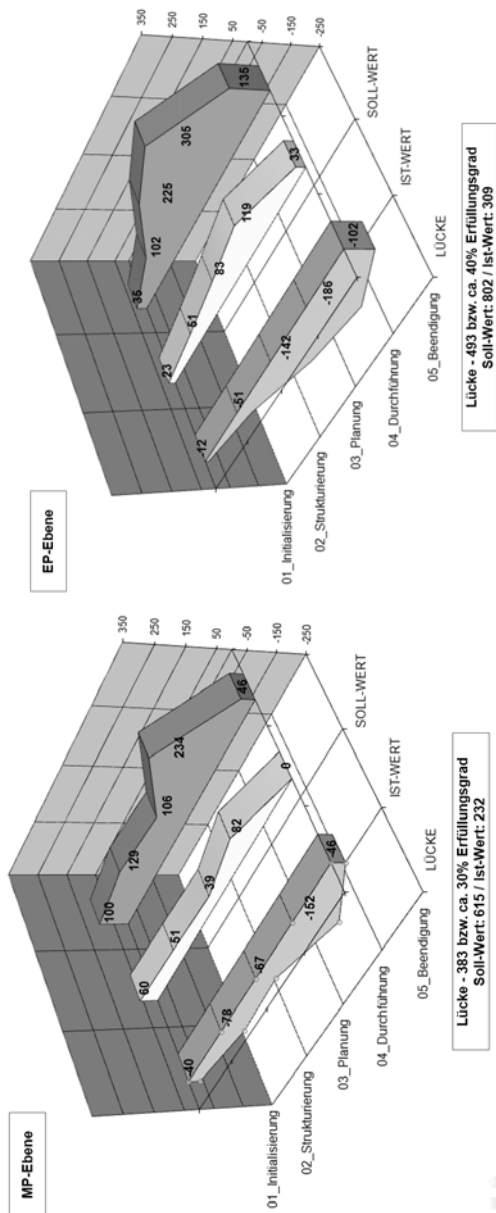 MP-Ebene
350
250
150
50
-50
-150
-250
100
129
106
234
46
60
51
39
82
0
-40
-78
-67
-152
-46
SOLL-WERT
IST-WERT
LÜCKE
01_Initialisierung
02_Strukturierung
03_Planung
04_Durchführung
05_Beendigung
Lücke - 383 bzw. ca. 30% Erfüllungsgrad
Soll-Wert: 615 / Ist-Wert: 232
EP-Ebene
350
250
150
50
-50
-150
-250
35
102
225
305
135
23
51
83
119
33
-12
-51
-142
-186
-102
SOLL-WERT
IST-WERT
LÜCKE
01_Initialisierung
02_Strukturierung
03_Planung
04_Durchführung
05_Beendigung
Lücke - 493 bzw. ca. 40% Erfüllungsgrad
Soll-Wert: 802 / Ist-Wert: 309